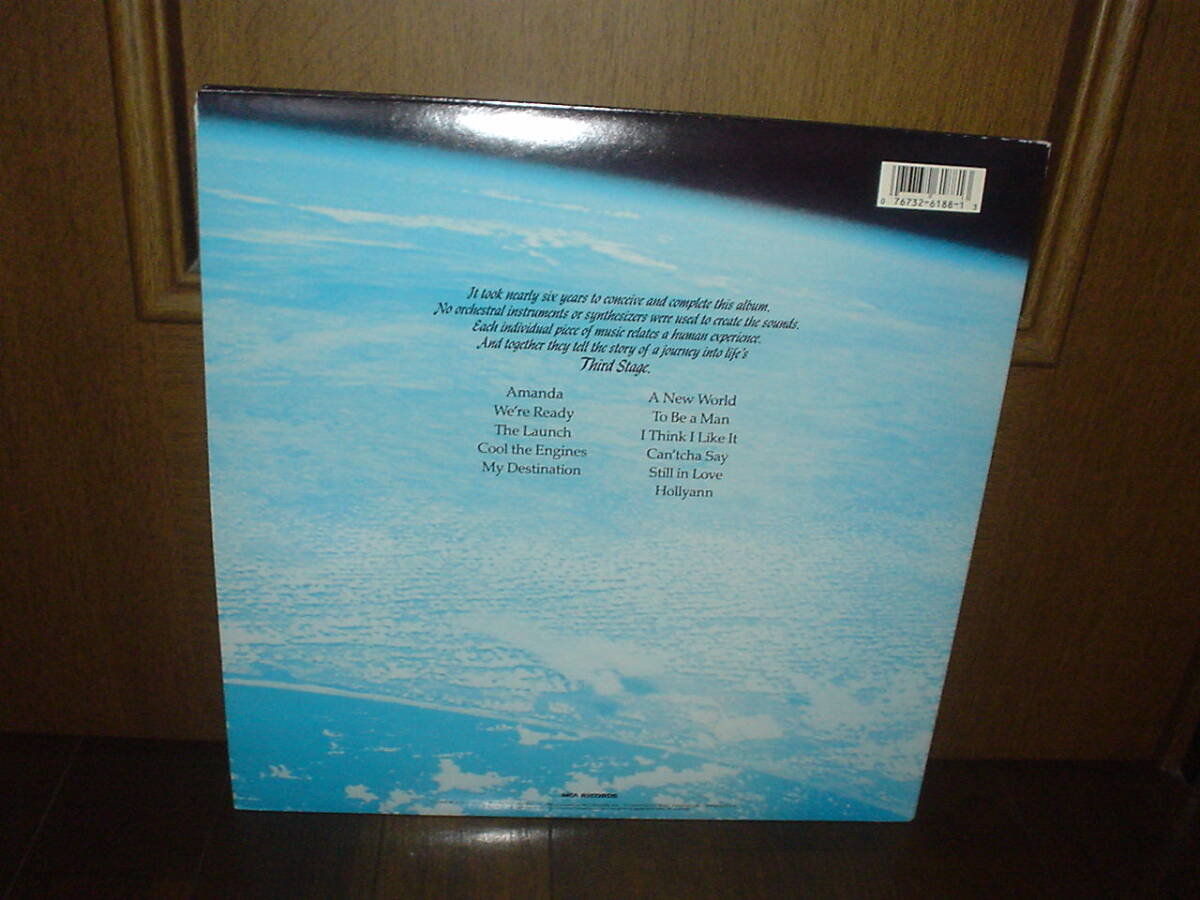 0 76732-6188-1 3
It took nearly six years to conceive and complete this album.
No orchestral instruments or synthesizers were used to create the sounds.
Each individual piece of music relates a human experience.
And together they tell the story of a journey into life's
Third Stage.
Amanda
We're Ready
The Launch
Cool the Engines
My Destination
A New World
To Be a Man
I Think I Like It
Can'tcha Say
Still in Love
Hollyann
MCA RECORDS